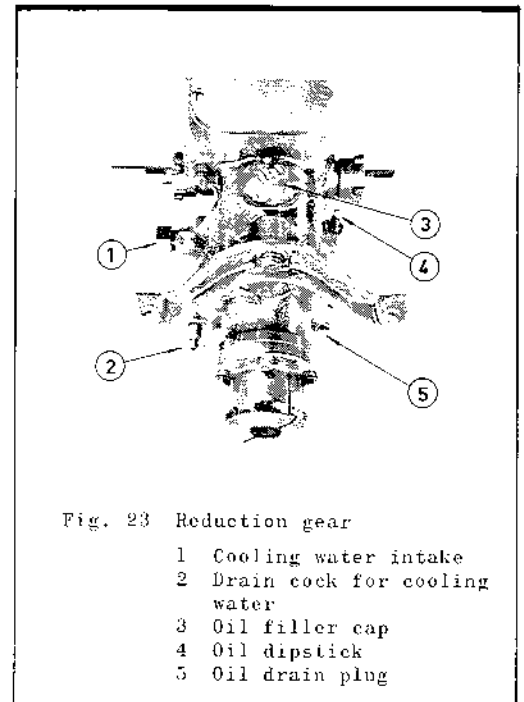 1
2
3
4
5
Fig. 23 Reduction gear
1 Cooling water intake
2 Drain cock for cooling
water
3 Oil filler cap
4 Oil dipstick
5 Oil drain plug